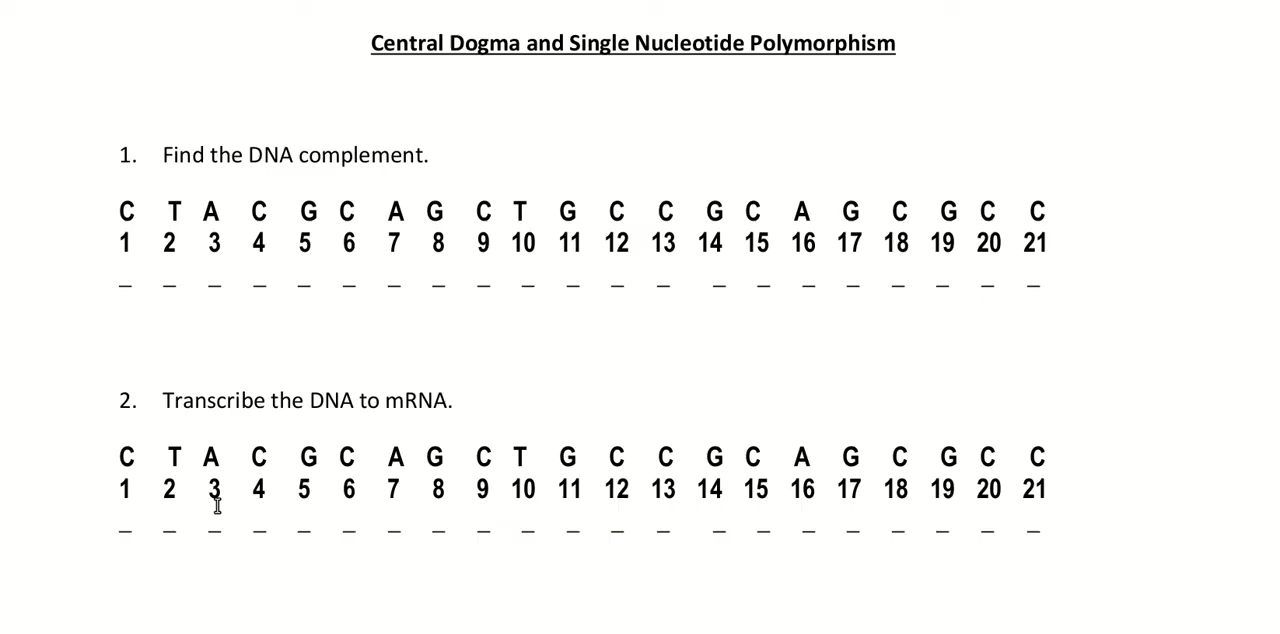 Central Dogma and Single Nucleotide Polymorphism
1. Find the DNA complement.
C T A C G C A G C T G C C G C A G C G C C
1 2 3 4 5 6 7 8 9 10 11 12 13 14 15 16 17 18 19 20 21
_ _ _ _ _ _ _ _ _ _ _ _ _ _ _ _ _ _ _ _ _
2. Transcribe the DNA to mRNA.
C T A C G C A G C T G C C G C A G C G C C
1 2 3 4 5 6 7 8 9 10 11 12 13 14 15 16 17 18 19 20 21
_ _ _ _ _ _ _ _ _ _ _ _ _ _ _ _ _ _ _ _ _